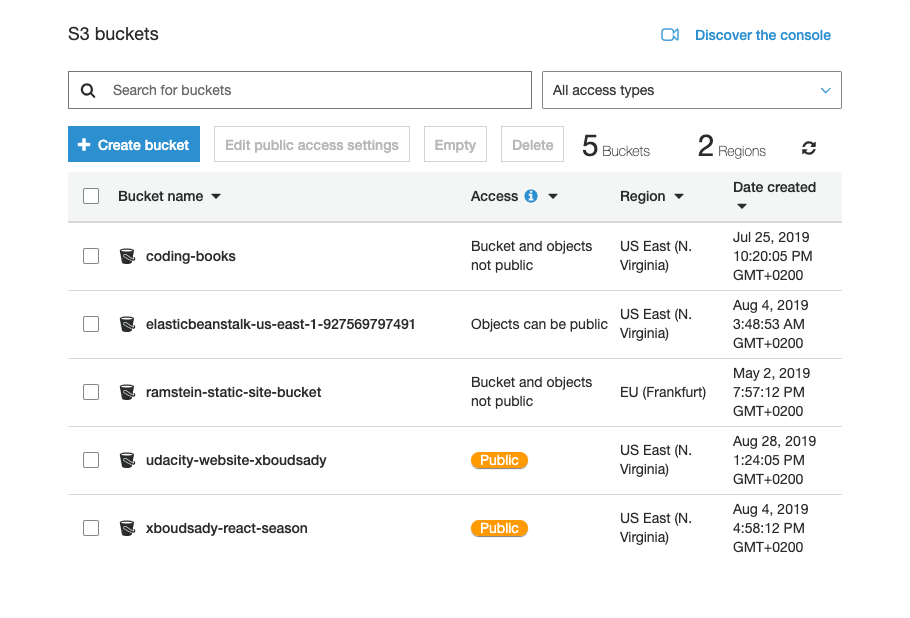 S3 buckets
Discover the console
Search for buckets
All access types
Create bucket
Edit public access settings
Empty
Delete
5 Buckets
2 Regions
Bucket name
Access
Region
Date created
coding-books
Bucket and objects
not public
US East (N.
Virginia)
Jul 25, 2019
10:20:05 PM
GMT+0200
elasticbeanstalk-us-east-1-927569797491
Objects can be public
US East (N.
Virginia)
Aug 4, 2019
3:48:53 AM
GMT+0200
ramstein-static-site-bucket
Bucket and objects
not public
EU (Frankfurt)
May 2, 2019
7:57:12 PM
GMT+0200
udacity-website-xboudsady
Public
US East (N.
Virginia)
Aug 28, 2019
1:24:05 PM
GMT+0200
xboudsady-react-season
Public
US East (N.
Virginia)
Aug 4, 2019
4:58:12 PM
GMT+0200